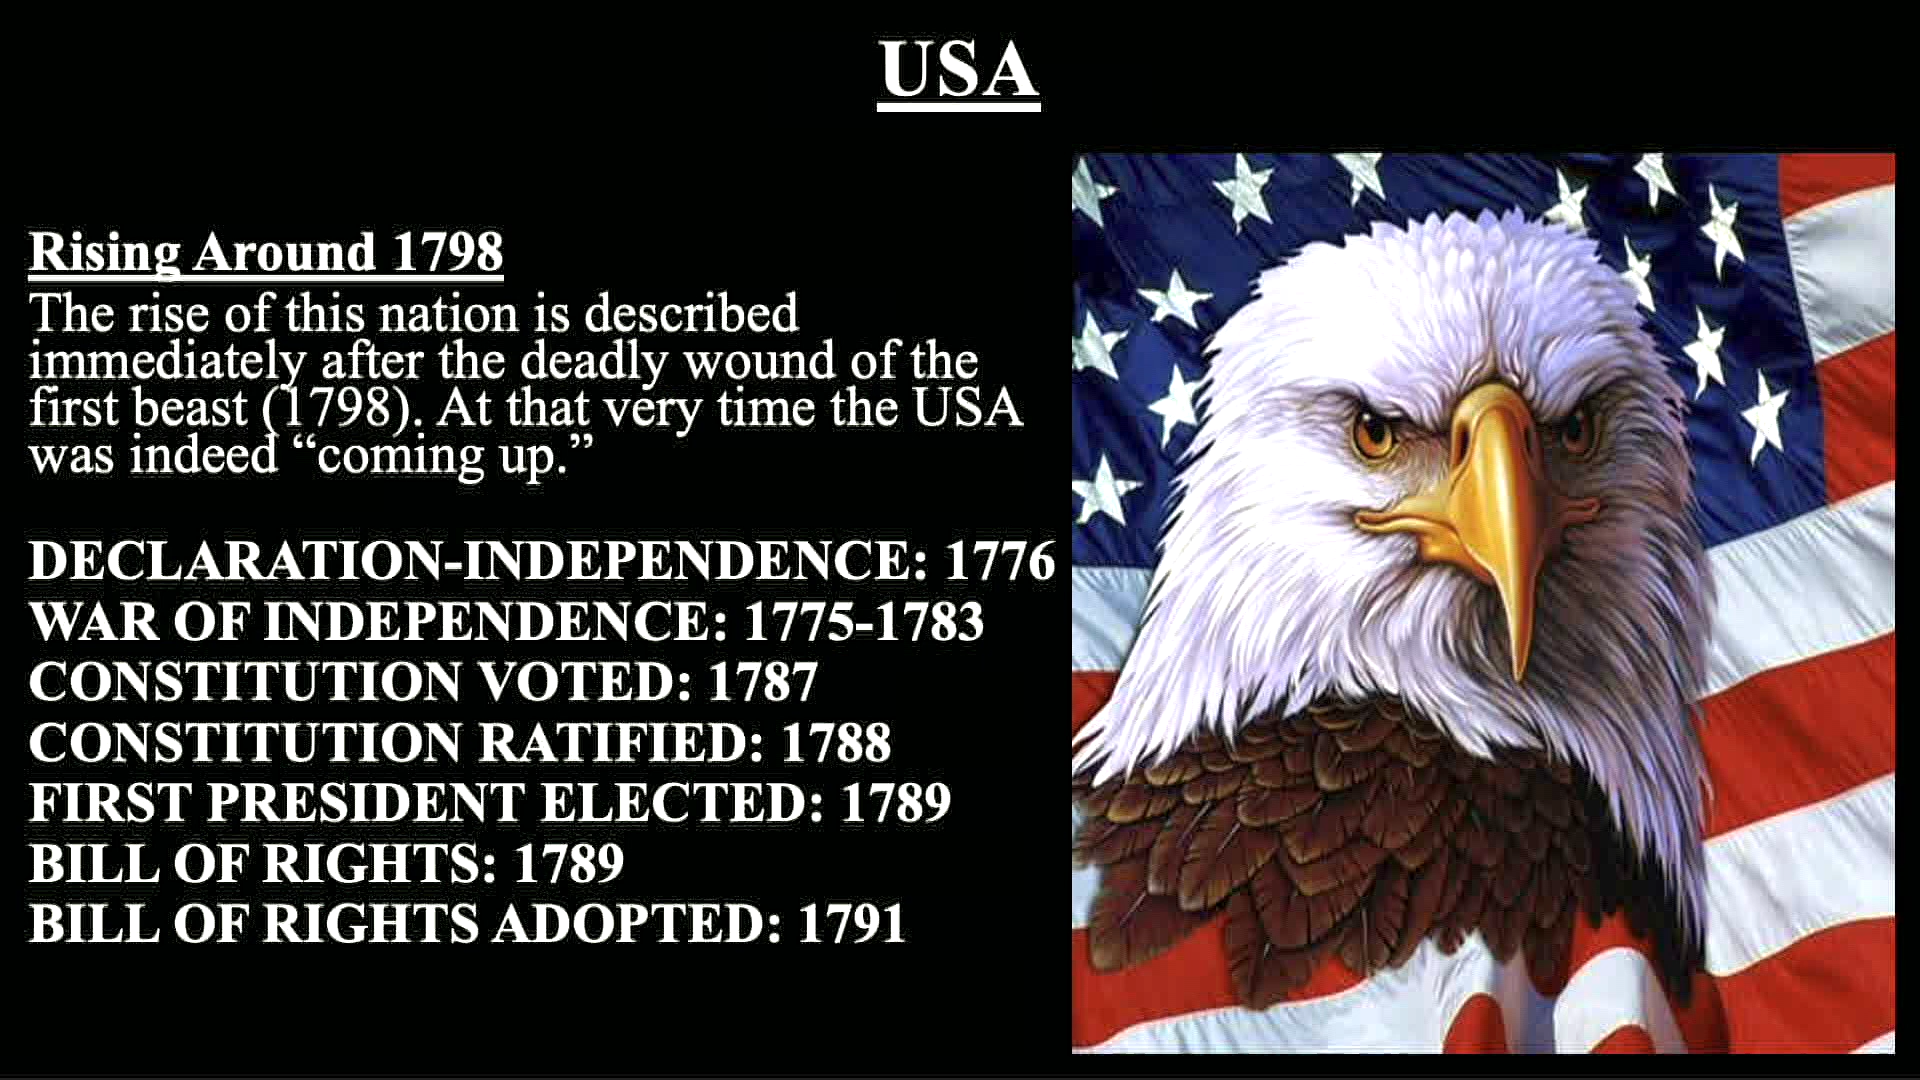 USA
Rising Around 1798
The rise of this nation is described
immediately after the deadly wound of the
first beast (1798). At that very time the USA
was indeed “coming up.”
DECLARATION-INDEPENDENCE: 1776
WAR OF INDEPENDENCE: 1775-1783
CONSTITUTION VOTED: 1787
CONSTITUTION RATIFIED: 1788
FIRST PRESIDENT ELECTED: 1789
BILL OF RIGHTS: 1789
BILL OF RIGHTS ADOPTED: 1791